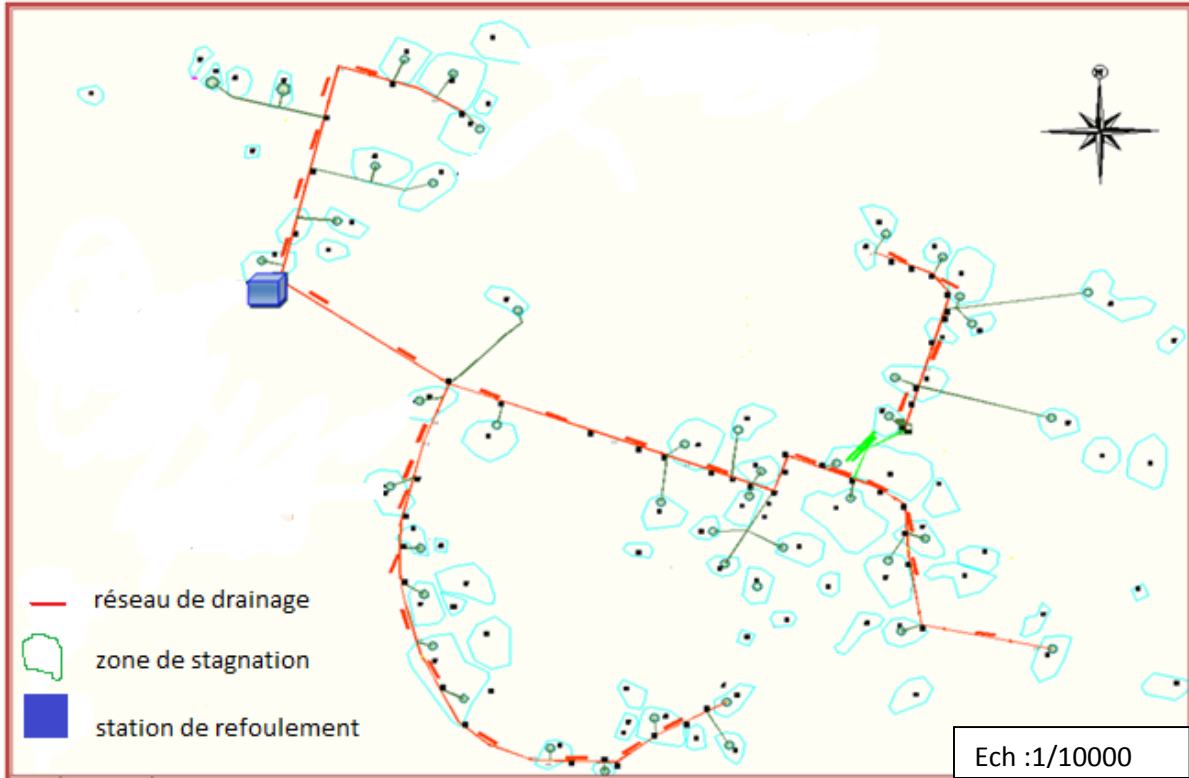 réseau de drainage
zone de stagnation
station de refoulement
Ech :1/10000